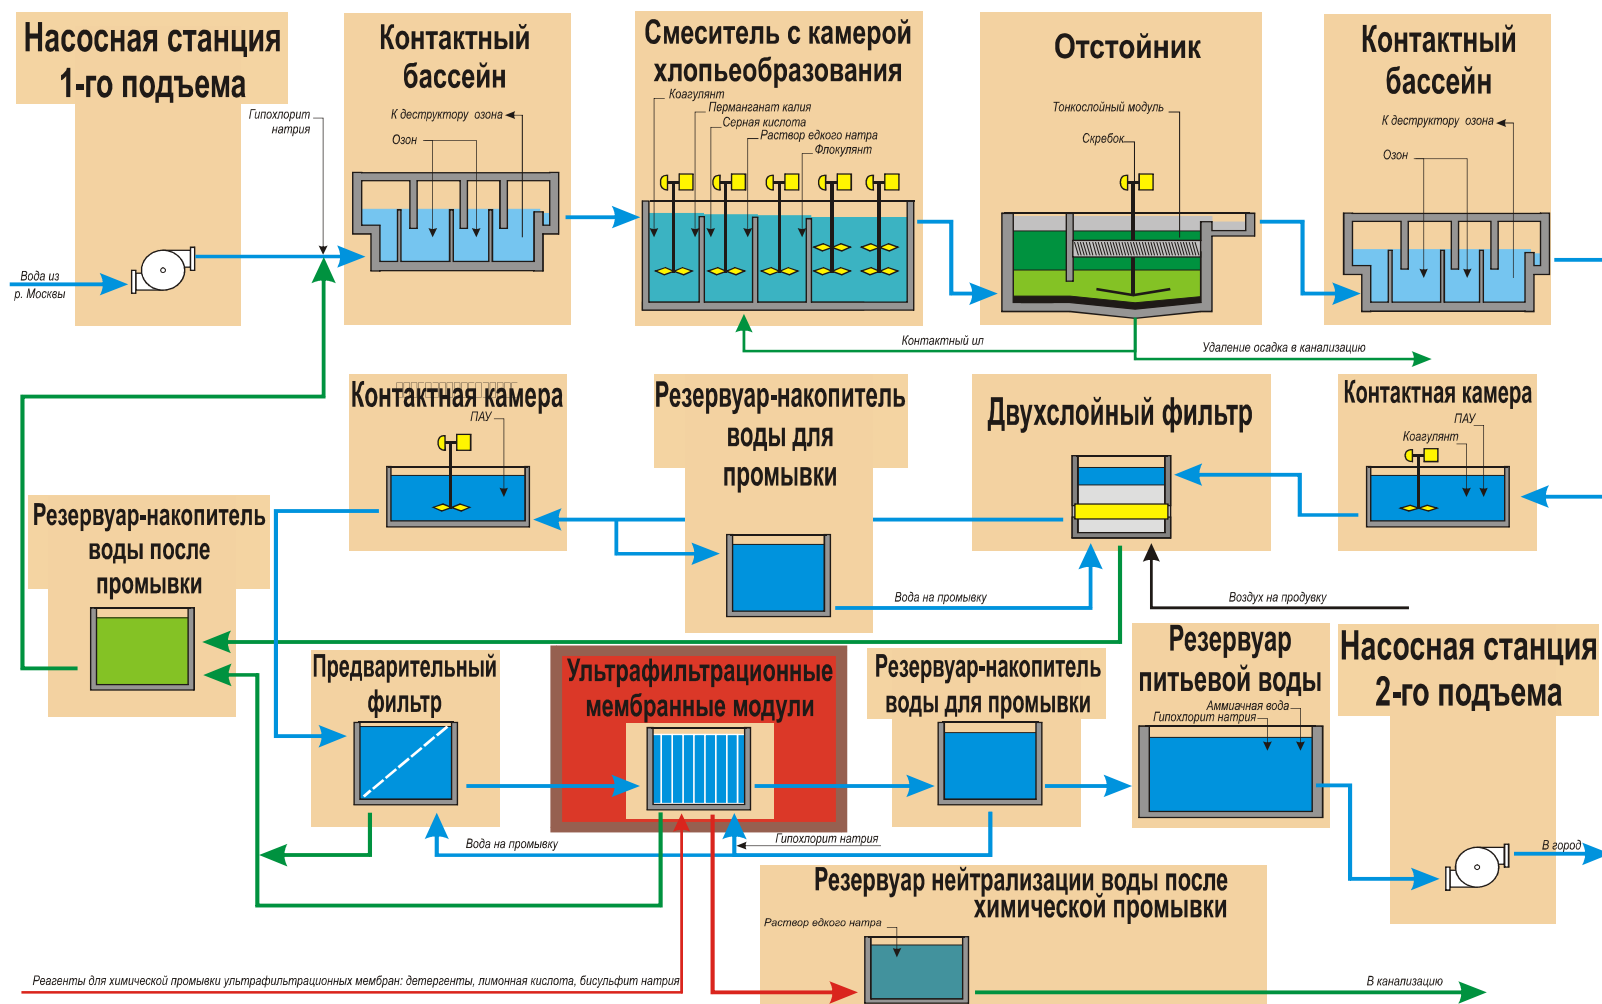 Насосная станция
1-го подъема
Гипохлорит
натрия
Вода из
р. Москвы
Контактный
бассейн
К деструктору озона
Озон
Смеситель с камерой
хлопьеобразования
Коагулянт
Перманганат калия
Серная кислота
Раствор едкого натра
Флокулянт
Отстойник
Тонкослойный модуль
Скребок
Контактный
бассейн
К деструктору озона
Озон
Контактный ил
Удаление осадка в канализацию
Контактная камера
ПАУ
Резервуар-накопитель
воды для
промывки
Двухслойный фильтр
Контактная камера
ПАУ
Коагулянт
Вода на промывку
Воздух на продувку
Резервуар-накопитель
воды после
промывки
Предварительный
фильтр
Ультрафильтрационные
мембранные модули
Резервуар-накопитель
воды для промывки
Резервуар
питьевой воды
Аммиачная вода
Гипохлорит натрия
Насосная станция
2-го подъема
Вода на промывку
Гипохлорит натрия
В город
Резервуар нейтрализации воды после
химической промывки
Раствор едкого натра
Реагенты для химической промывки ультрафильтрационных мембран: детергенты, лимонная кислота, бисульфит натрия
В канализацию